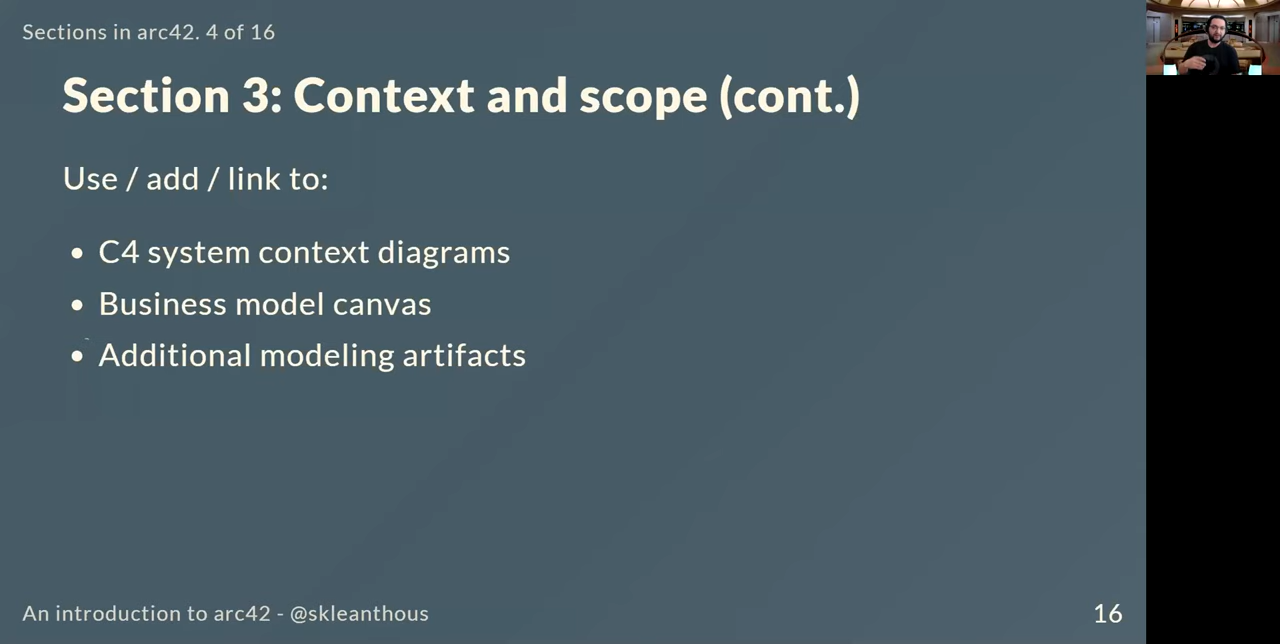 Sections in arc42. 4 of 16
Section 3: Context and scope (cont.)
Use / add / link to:
• C4 system context diagrams
• Business model canvas
• Additional modeling artifacts
An introduction to arc42 - @skleanthous
16